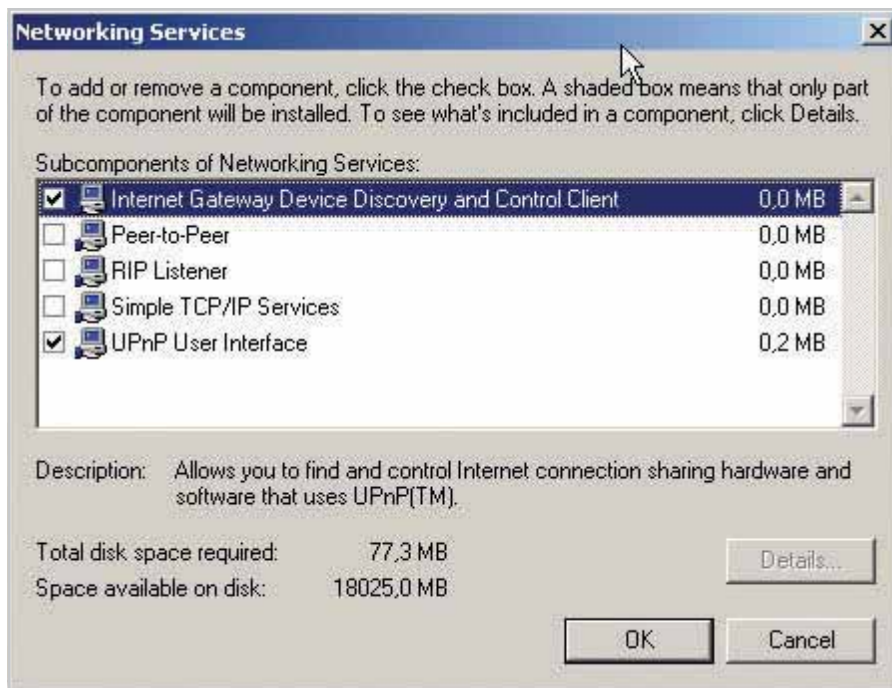 Networking Services
To add or remove a component, click the check box. A shaded box means that only part
of the component will be installed. To see what's included in a component, click Details.
Subcomponents of Networking Services:
Internet Gateway Device Discovery and Control Client 0,0 MB
Peer-to-Peer 0,0 MB
RIP Listener 0,0 MB
Simple TCP/IP Services 0,0 MB
UPnP User Interface 0,2 MB
Description: Allows you to find and control Internet connection sharing hardware and
software that uses UPnP(TM).
Total disk space required: 77,3 MB
Details...
Space available on disk: 18025,0 MB
OK Cancel